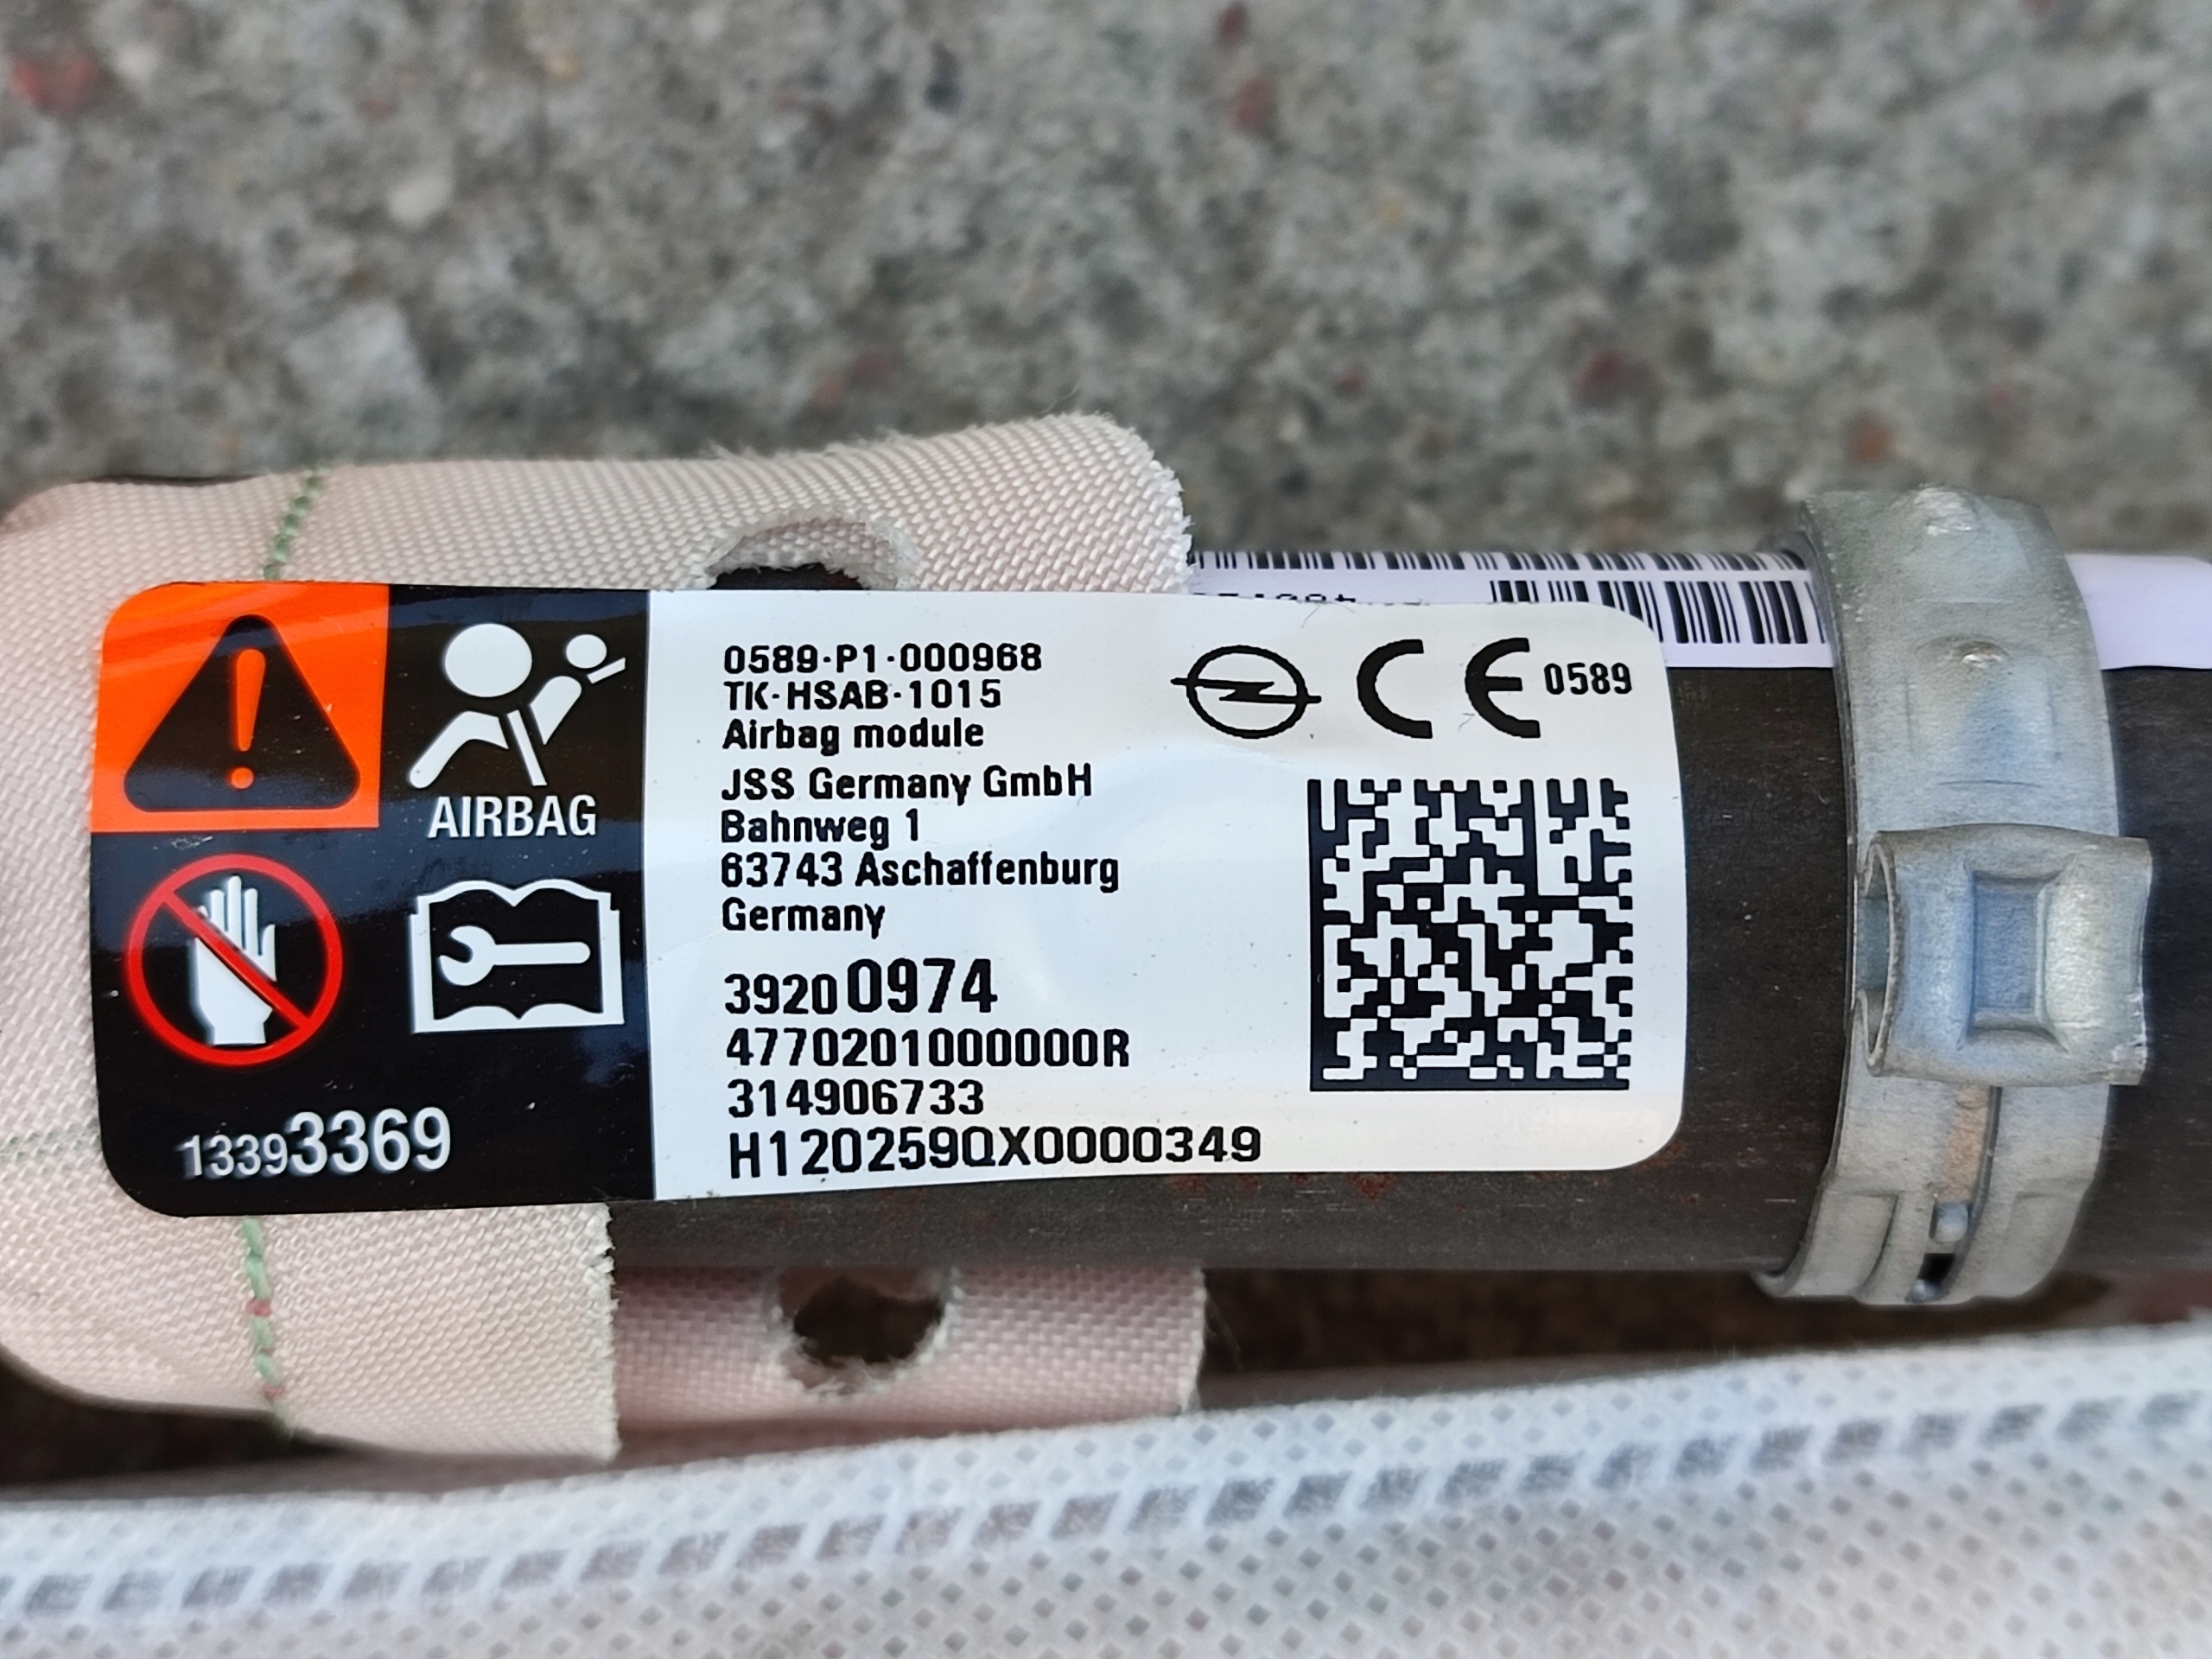 AIRBAG
13393369
0589-P1-000968
TK-HSAB-1015
Airbag module
JSS Germany GmbH
Bahnweg 1
63743 Aschaffenburg
Germany
39200974
4770201000000R
314906733
H120259QX0000349
CE 0589